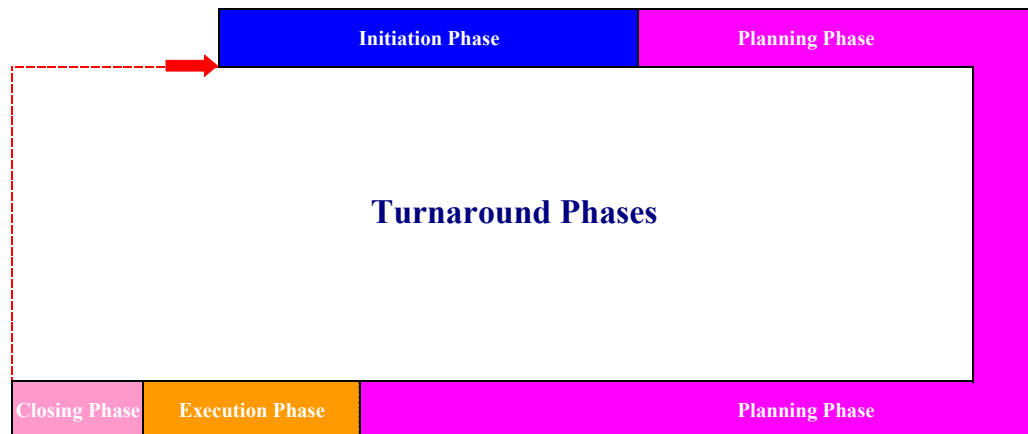 Initiation Phase
Planning Phase
Turnaround Phases
Closing Phase
Execution Phase
Planning Phase